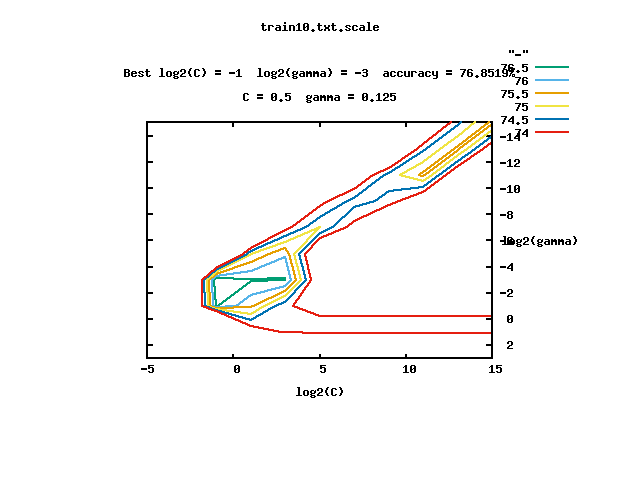 train10.txt.scale
"-"
Best log2(C) = -1  log2(gamma) = -3  accuracy = 76.8519%
76.5
76
C = 0.5  gamma = 0.125
75.5
75
74.5
74
-14
-12
-10
-8
-6
log2(gamma)
-4
-2
0
2
-5 0 5 10 15
log2(C)